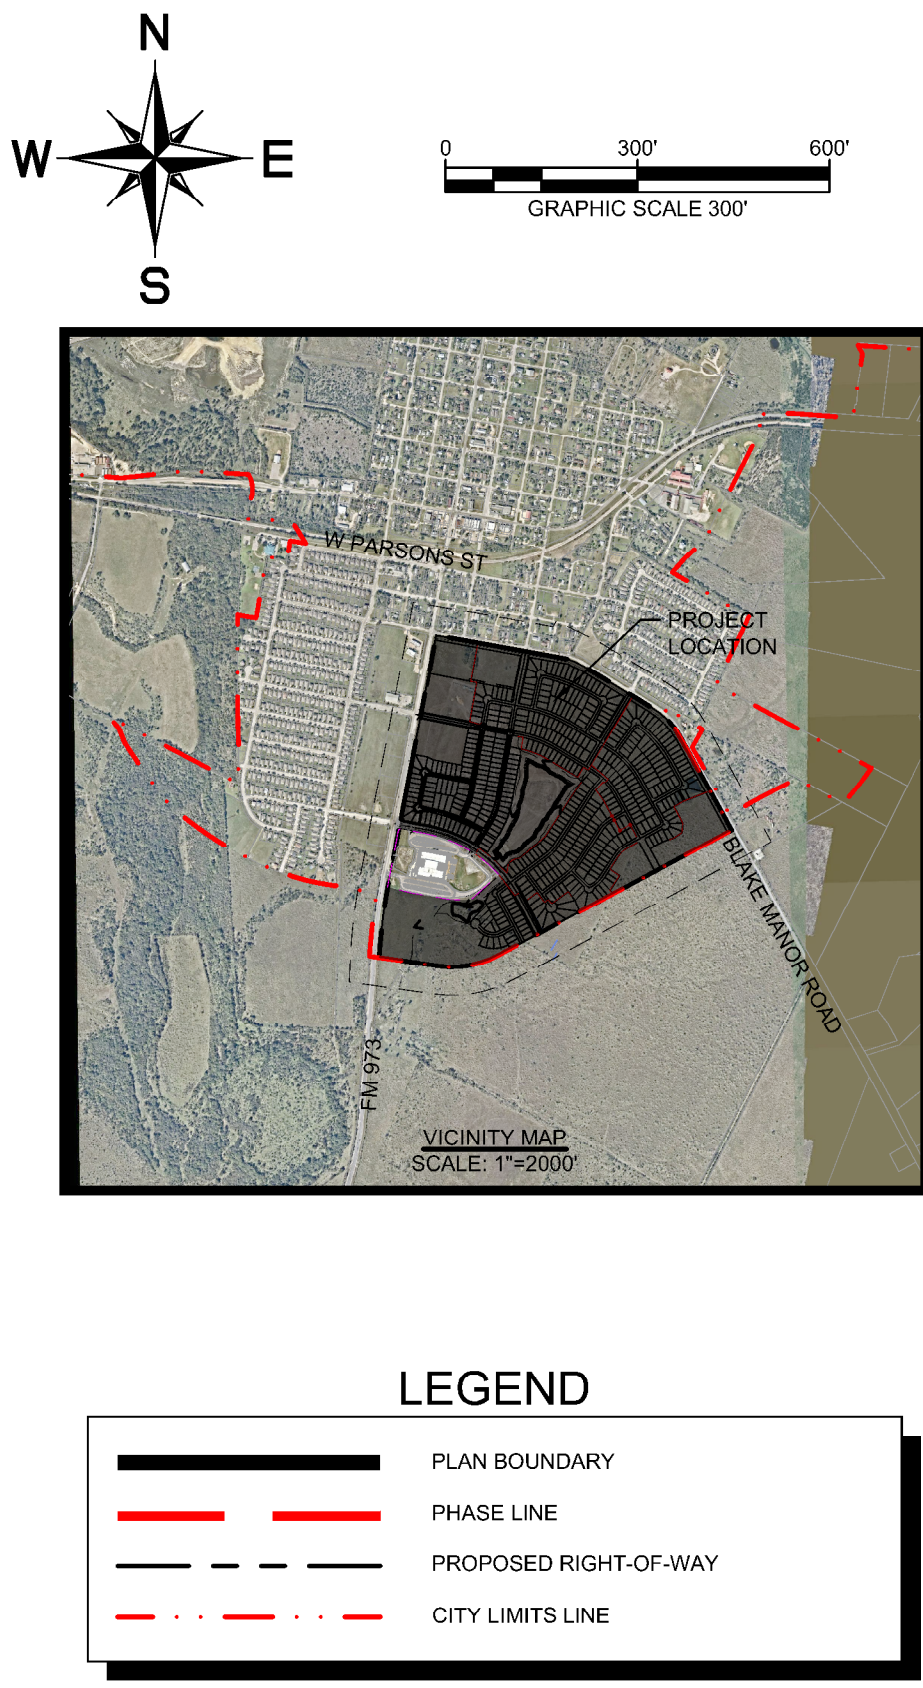 N
W E
S
0 300' 600'
GRAPHIC SCALE 300'
W PARSONS ST
PROJECT
LOCATION
BLAKE MANOR ROAD
FM 973
VICINITY MAP
SCALE: 1"=2000'
LEGEND
PLAN BOUNDARY
PHASE LINE
PROPOSED RIGHT-OF-WAY
CITY LIMITS LINE